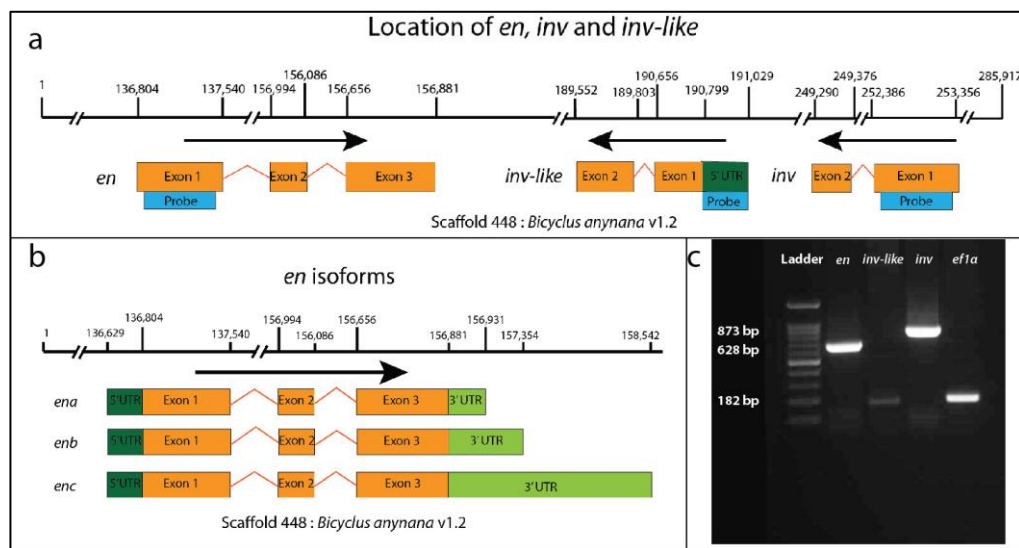 a
Location of en, inv and inv-like
1
136,804
137,540
156,994
156,086
156,656
156,881
189,552
189,803
190,656
190,799
191,029
249,290
249,376
252,386
253,356
285,917
en
Exon 1
Exon 2
Exon 3
Probe
inv-like
Exon 2
Exon 1
5'UTR
Probe
inv
Exon 2
Exon 1
Probe
Scaffold 448 : Bicyclus anynana v1.2
b
en isoforms
1
136,629
136,804
137,540
156,994
156,086
156,656
156,881
156,931
157,354
158,542
ena
5'UTR
Exon 1
Exon 2
Exon 3
3'UTR
enb
5'UTR
Exon 1
Exon 2
Exon 3
3'UTR
enc
5'UTR
Exon 1
Exon 2
Exon 3
3'UTR
Scaffold 448 : Bicyclus anynana v1.2
c
Ladder en inv-like inv ef1α
873 bp
628 bp
182 bp